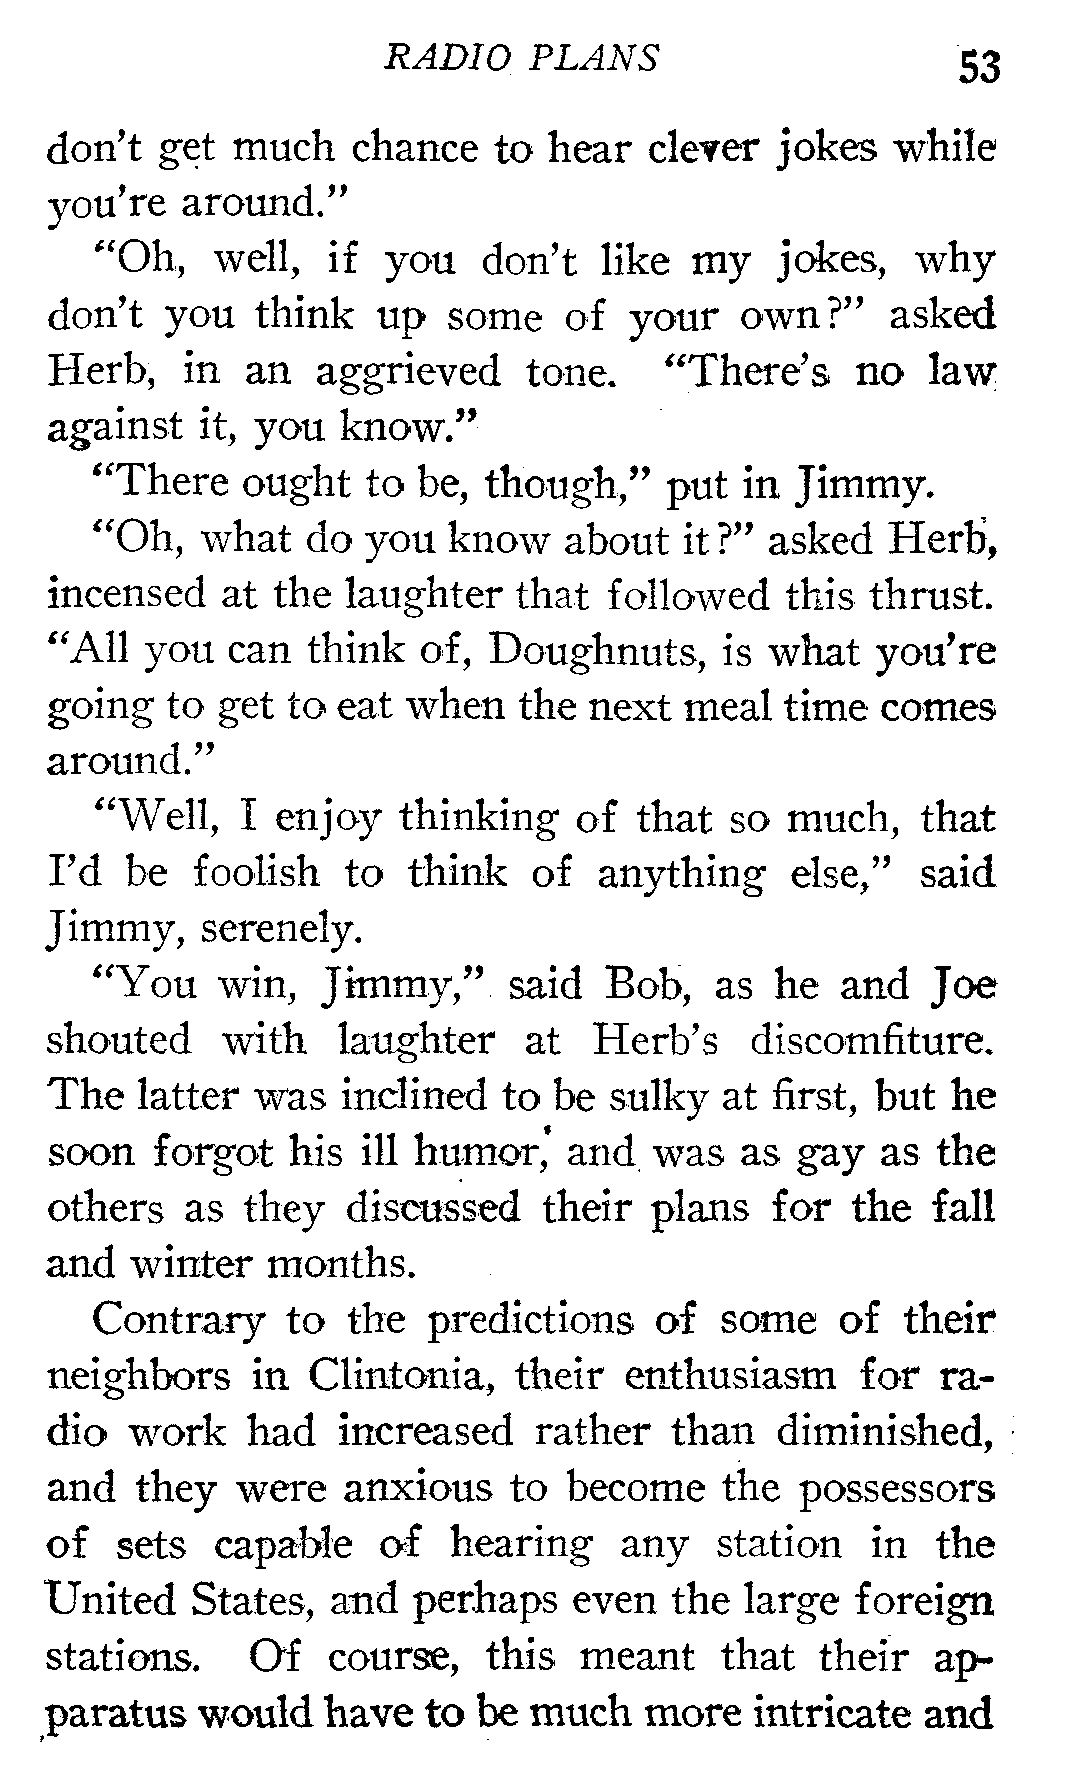 RADIO PLANS 53
don't get much chance to hear clever jokes while
you're around."
"Oh, well, if you don't like my jokes, why
don't you think up some of your own?" asked
Herb, in an aggrieved tone. "There's no law
against it, you know."
"There ought to be, though," put in Jimmy.
"Oh, what do you know about it?" asked Herb,
incensed at the laughter that followed this thrust.
"All you can think of, Doughnuts, is what you're
going to get to eat when the next meal time comes
around."
"Well, I enjoy thinking of that so much, that
I'd be foolish to think of anything else," said
Jimmy, serenely.
"You win, Jimmy," said Bob, as he and Joe
shouted with laughter at Herb's discomfiture.
The latter was inclined to be sulky at first, but he
soon forgot his ill humor, and was as gay as the
others as they discussed their plans for the fall
and winter months.
Contrary to the predictions of some of their
neighbors in Clintonia, their enthusiasm for ra-
dio work had increased rather than diminished,
and they were anxious to become the possessors
of sets capable of hearing any station in the
United States, and perhaps even the large foreign
stations. Of course, this meant that their ap-
paratus would have to be much more intricate and